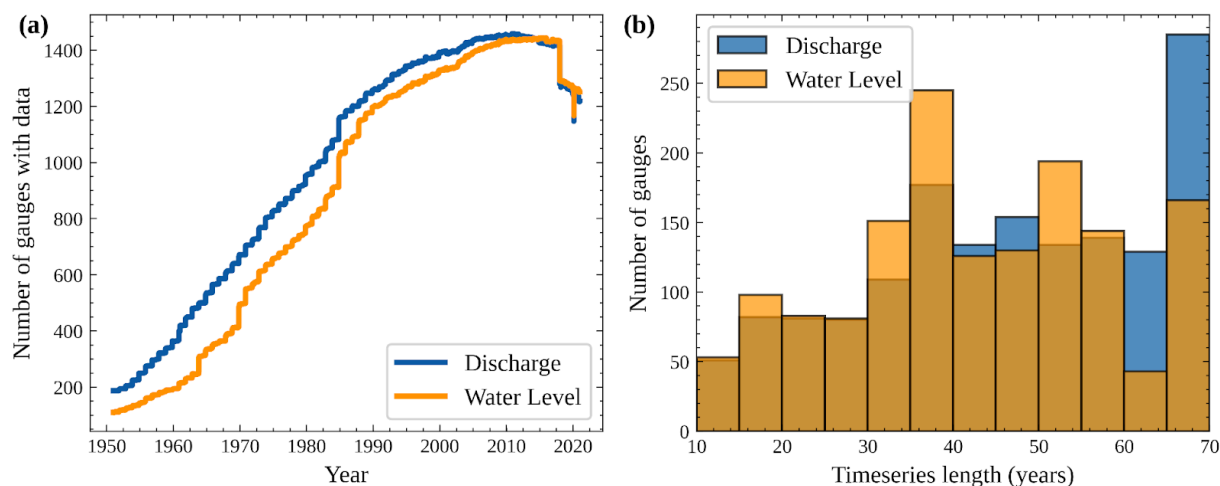 (a)
Number of gauges with data
1400
1200
1000
800
600
400
200
1950 1960 1970 1980 1990 2000 2010 2020
Year
Discharge
Water Level
(b)
Number of gauges
250
200
150
100
50
0
10 20 30 40 50 60 70
Timeseries length (years)
Discharge
Water Level